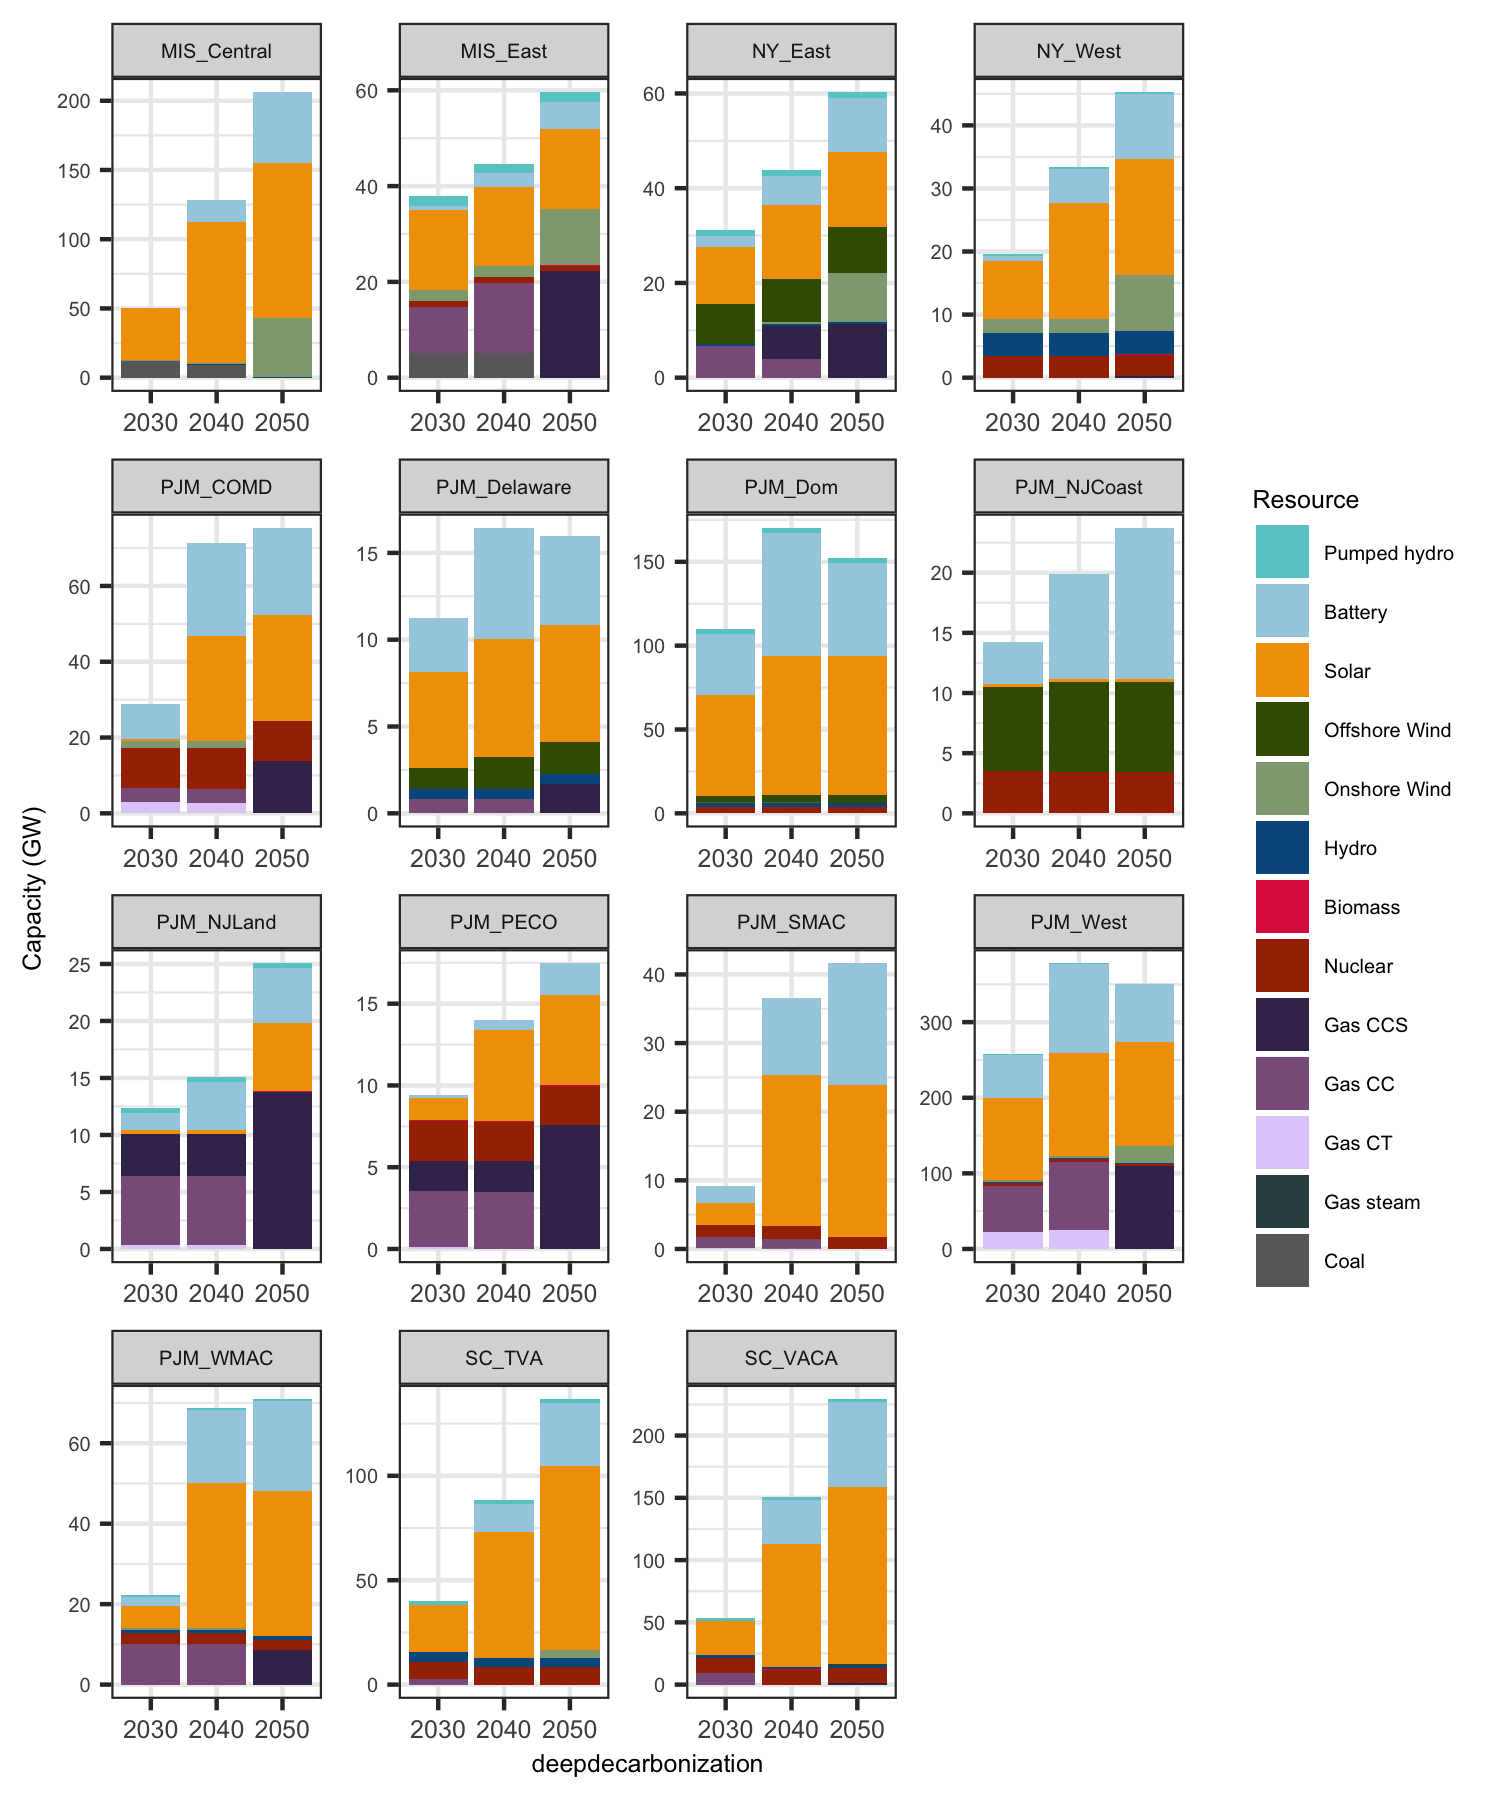 MIS_Central
MIS_East
NY_East
NY_West
200
150
100
50
0
60
40
20
0
60
40
20
0
40
30
20
10
0
2030 2040 2050
2030 2040 2050
2030 2040 2050
2030 2040 2050
PJM_COMD
PJM_Delaware
PJM_Dom
PJM_NJCoast
60
40
20
0
15
10
5
0
150
100
50
0
20
15
10
5
0
2030 2040 2050
2030 2040 2050
2030 2040 2050
2030 2040 2050
PJM_NJLand
PJM_PECO
PJM_SMAC
PJM_West
25
20
15
10
5
0
15
10
5
0
40
30
20
10
0
300
200
100
0
2030 2040 2050
2030 2040 2050
2030 2040 2050
2030 2040 2050
PJM_WMAC
SC_TVA
SC_VACA
60
40
20
0
100
50
0
200
150
100
50
0
2030 2040 2050
2030 2040 2050
2030 2040 2050
deepdecarbonization
Capacity (GW)
Resource
Pumped hydro
Battery
Solar
Offshore Wind
Onshore Wind
Hydro
Biomass
Nuclear
Gas CCS
Gas CC
Gas CT
Gas steam
Coal